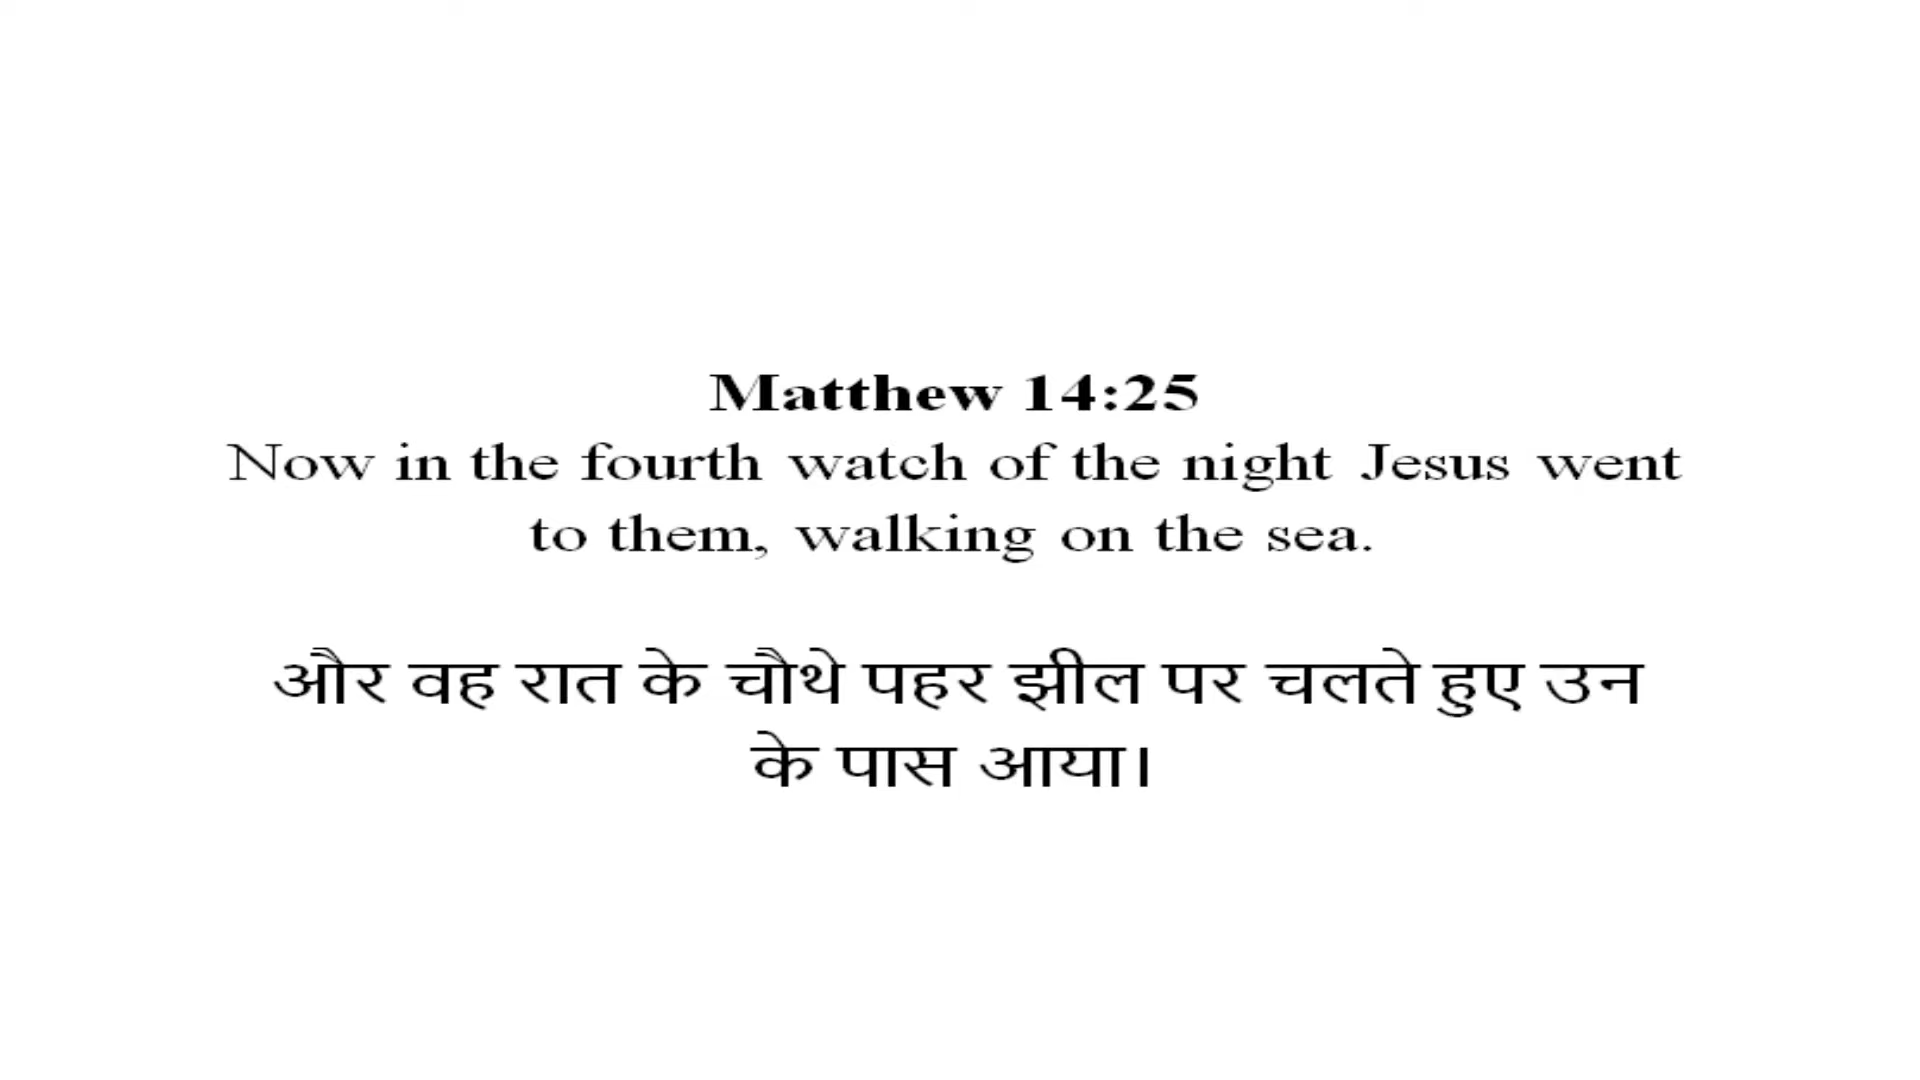 Matthew 14:25
Now in the fourth watch of the night Jesus went
to them, walking on the sea.
और वह रात के चौथे पहर झील पर चलते हुए उन
के पास आया।